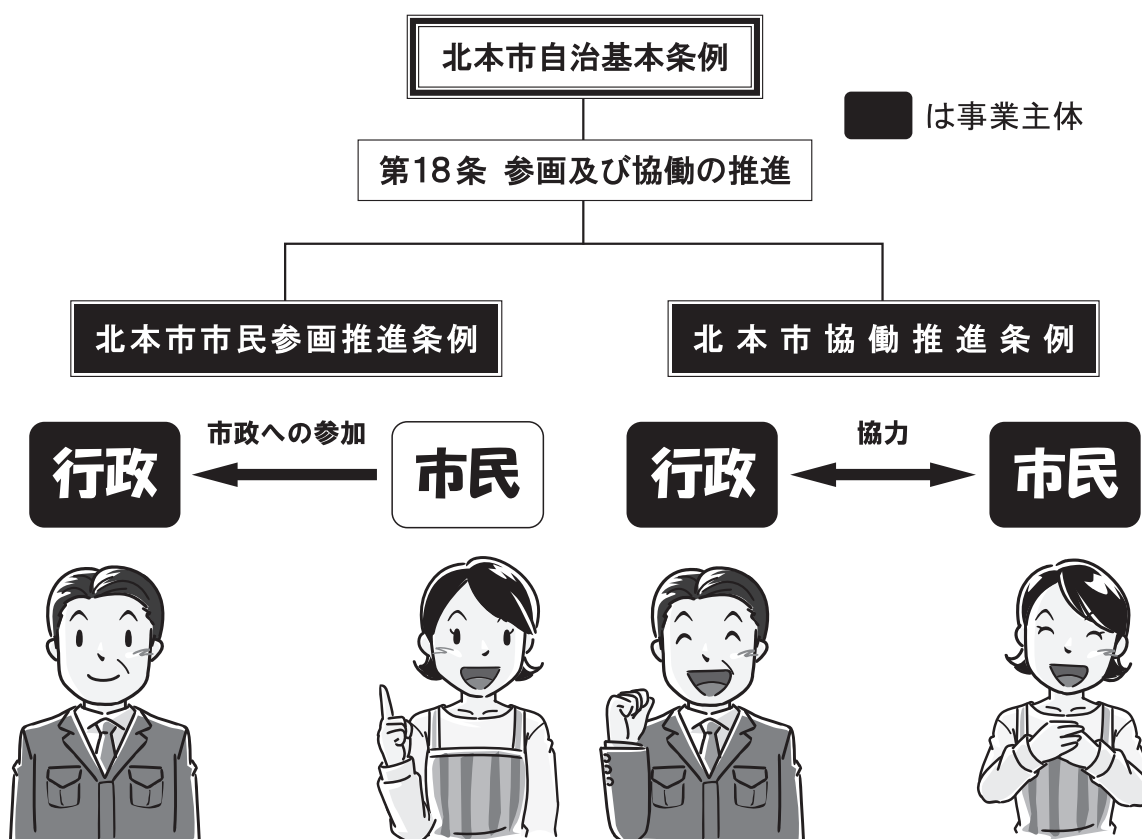 北本市自治基本条例
は事業主体
第18条 参画及び協働の推進
北本市市民参画推進条例
北本市協働推進条例
行政
市政への参加
市民
行政
協力
市民